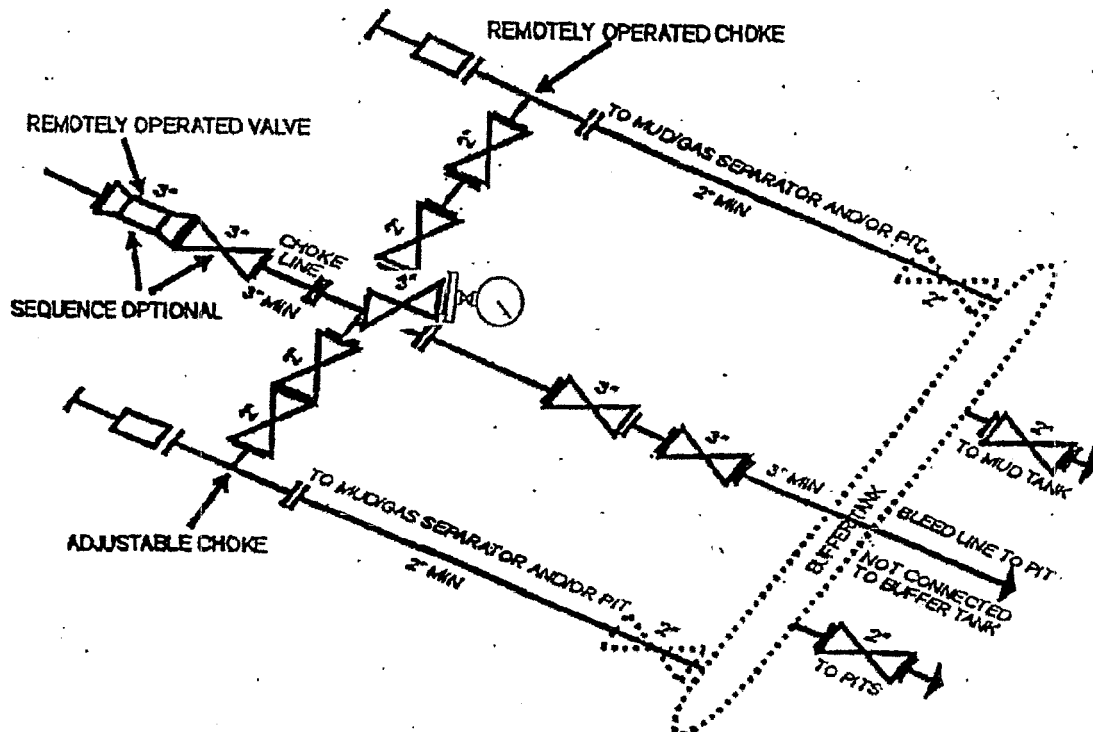 REMOTELY OPERATED CHOKE
REMOTELY OPERATED VALVE
TO MUD/GAS SEPARATOR AND/OR PIT
2" MIN
2"
2"
3"
3"
CHOKE
LINE
3" MIN
SEQUENCE OPTIONAL
3"
2"
2"
2"
3"
3"
3" MIN
2"
TO MUD TANK
BUFFER TANK
BLEED LINE TO PIT
NOT CONNECTED
TO BUFFER TANK
ADJUSTABLE CHOKE
TO MUD/GAS SEPARATOR AND/OR PIT
2" MIN
2"
2"
TO PITS